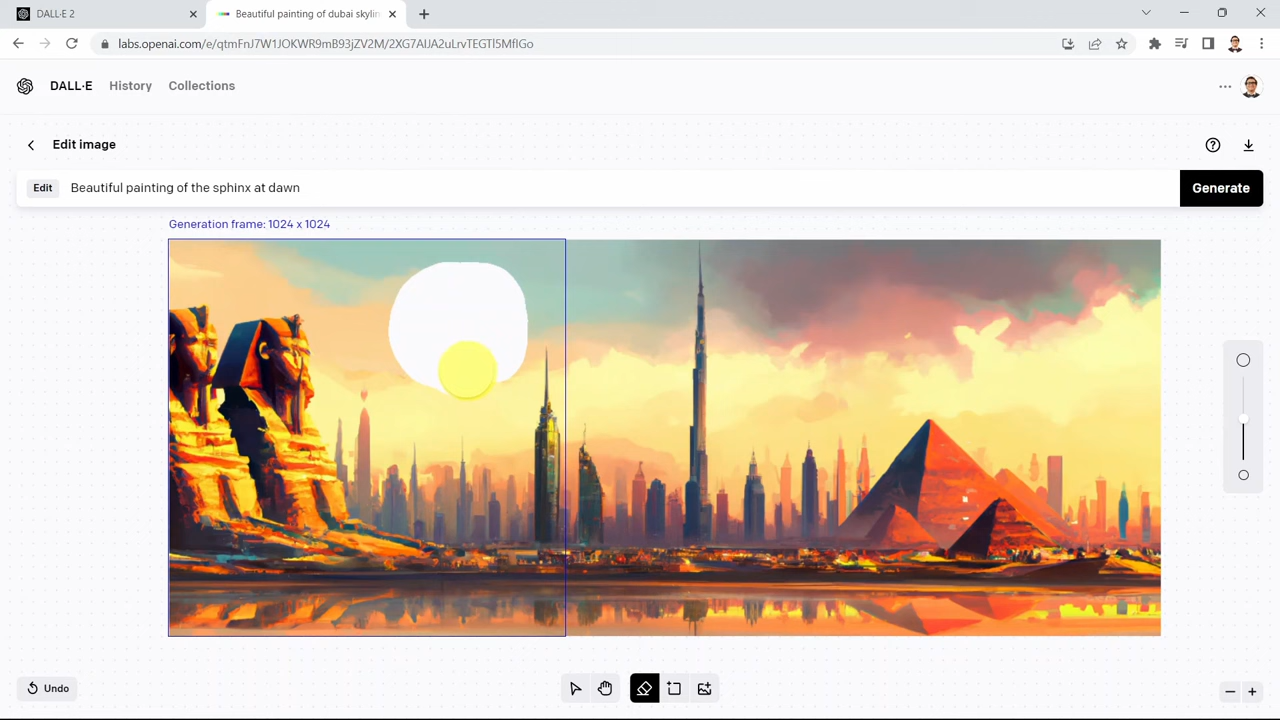 DALL·E 2
Beautiful painting of dubai skylin
labs.openai.com/e/qtmFnJ7W1JOKWR9mB93jZV2M/2XG7AIJA2uLrvTEGTl5MflGo
DALL·E
History
Collections
Edit image
Edit
Beautiful painting of the sphinx at dawn
Generate
Generation frame: 1024 x 1024
Undo